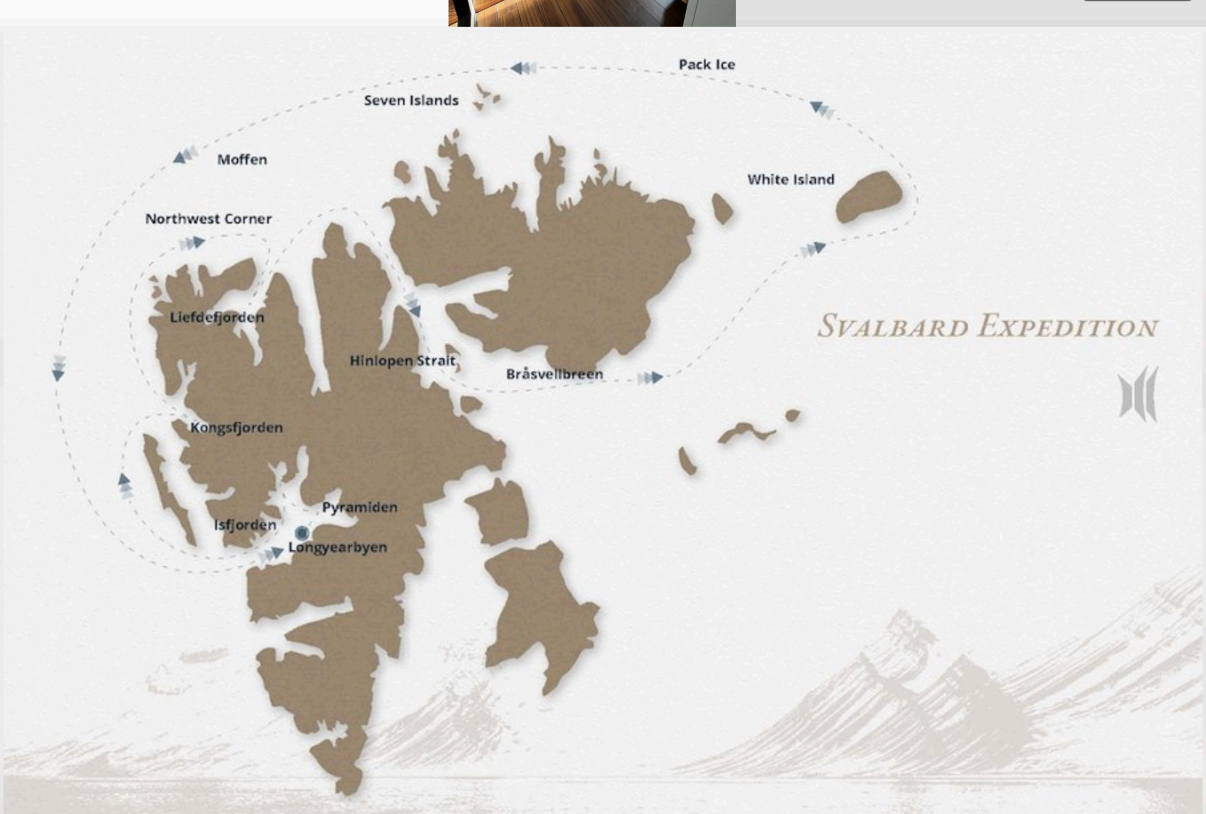 Pack Ice
Seven Islands
Moffen
White Island
Northwest Corner
Liefdefjorden
SVALBARD EXPEDITION
Hinlopen Strait
Bråsvellbreen
Kongsfjorden
Pyramiden
Isfjorden
Longyearbyen